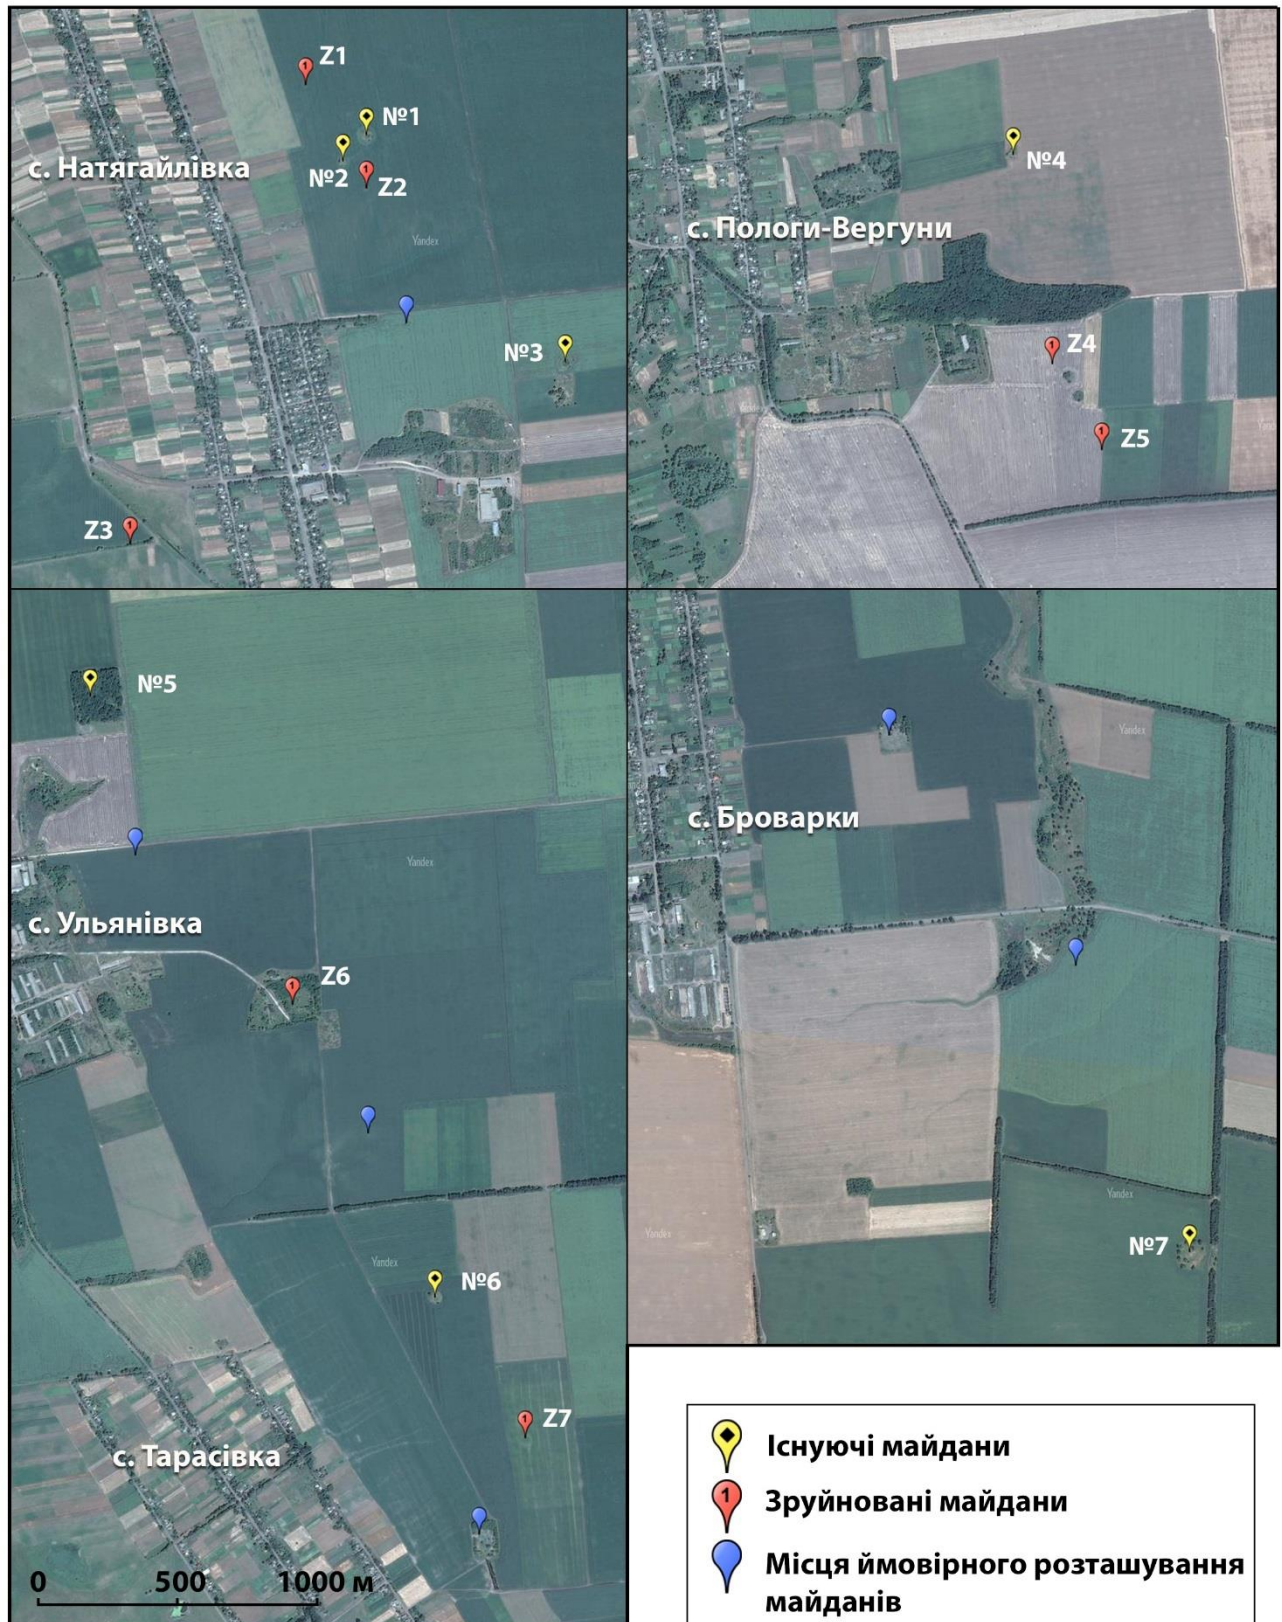 Z1
№1
с. Натягайлівка
№2
Z2
Yandex
№3
Z3
№4
с. Пологи-Вергуни
Z4
Z5
№5
Yandex
с. Ульянівка
Z6
Yandex
№6
Z7
с. Тарасівка
0 500 1000 м
Yandex
с. Броварки
Yandex
Yandex
№7
Існуючі майдани
1 Зруйновані майдани
Місця ймовірного розташування
майданів